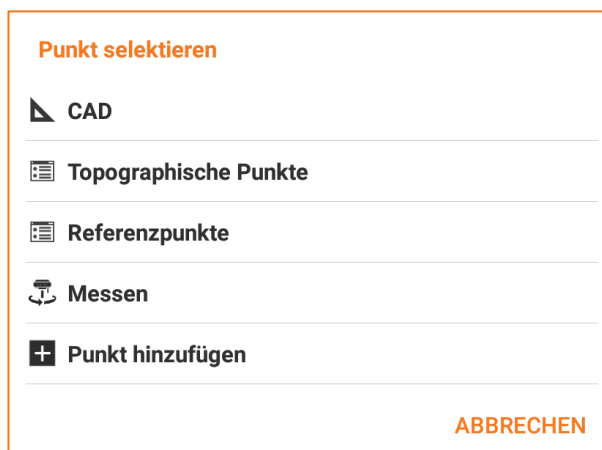 Punkt selektieren
CAD
Topographische Punkte
Referenzpunkte
Messen
Punkt hinzufügen
ABBRECHEN